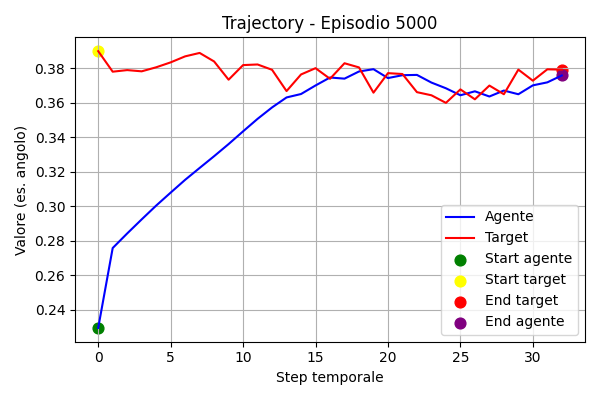 Trajectory - Episodio 5000
Valore (es. angolo)
0.38
0.36
0.34
0.32
0.30
0.28
0.26
0.24
Agente
Target
Start agente
Start target
End target
End agente
0 5 10 15 20 25 30
Step temporale